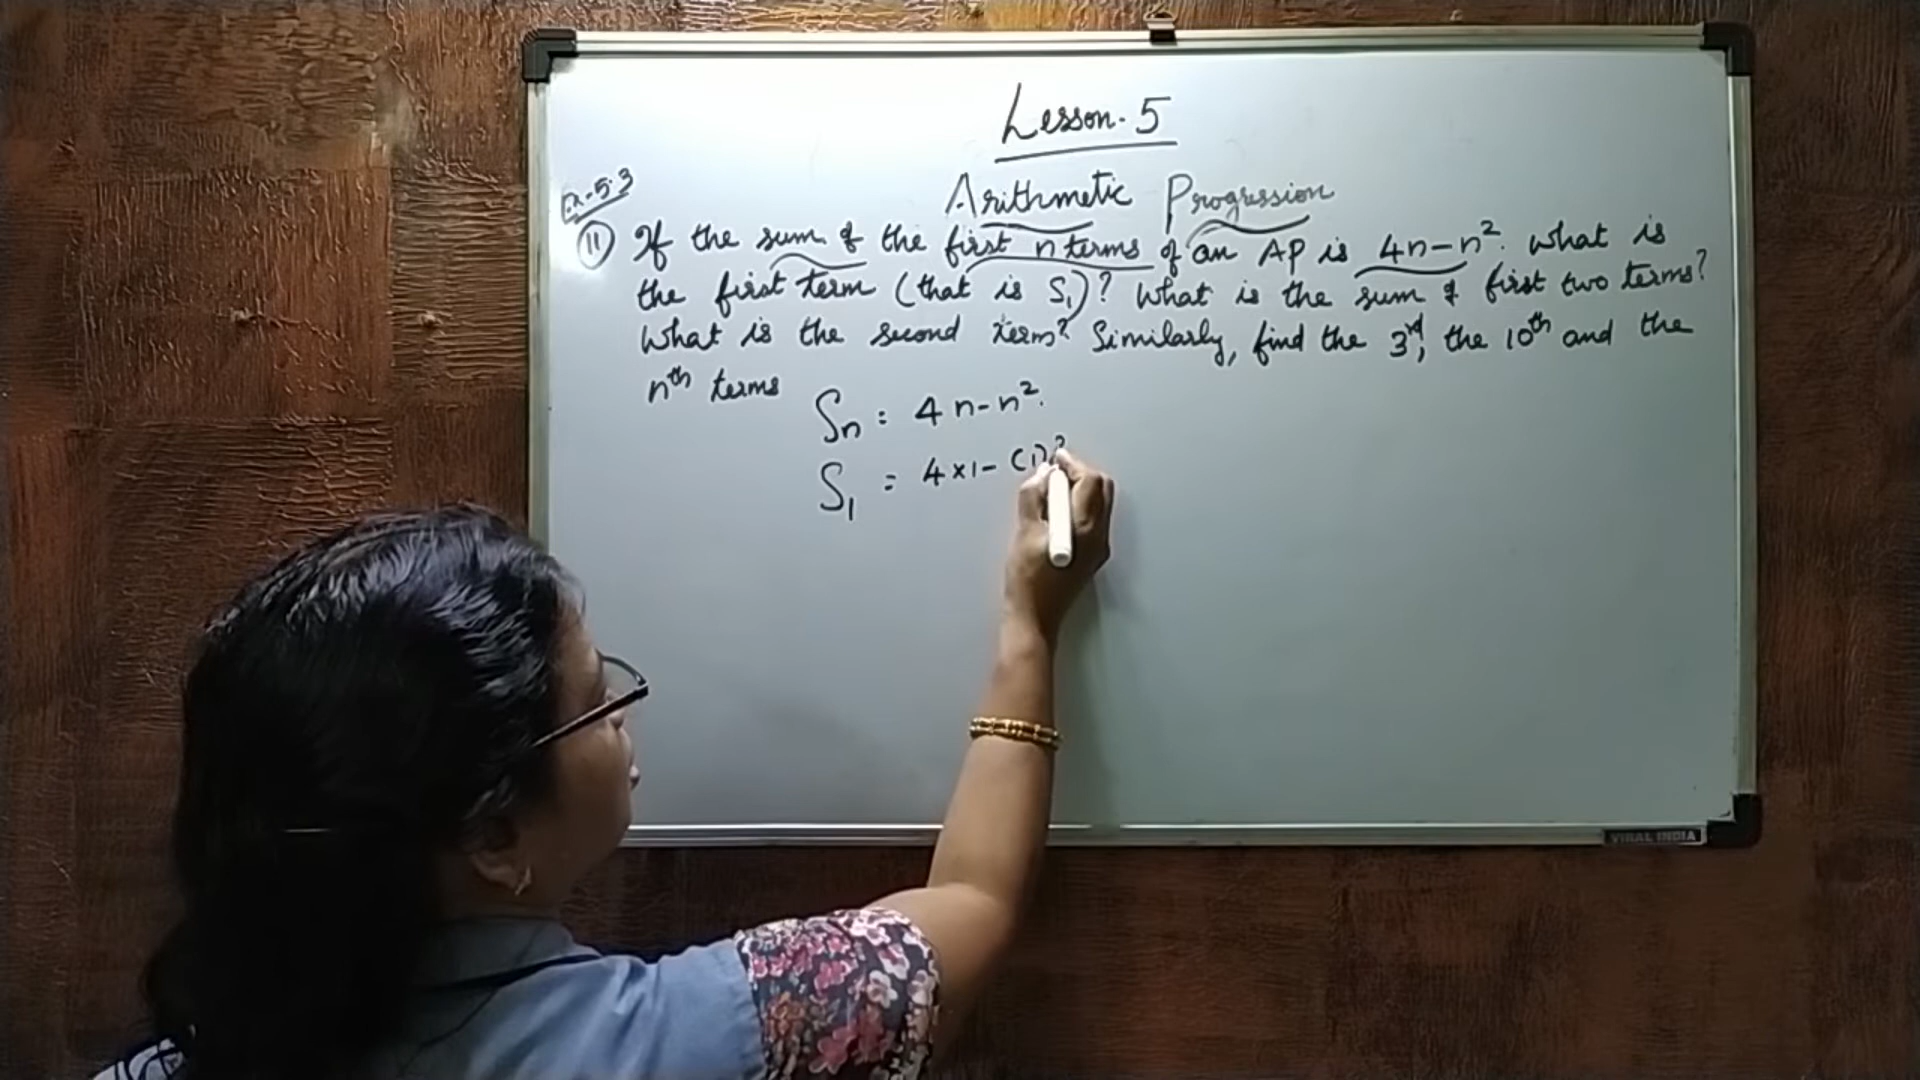 Lesson. 5
Arithmetic Progression
Ex-5.3
(11) If the sum of the first n terms of an AP is 4n-n². What is
the first term (that is S₁)? What is the sum of first two terms?
What is the second term? Similarly, find the 3rd, the 10th and the
nth terms
Sn = 4n-n².
S₁ = 4×1-(1)²
VIRAL INDIA